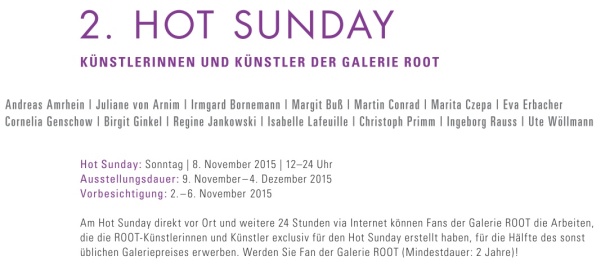 2. HOT SUNDAY
KÜNSTLERINNEN UND KÜNSTLER DER GALERIE ROOT
Andreas Amrhein | Juliane von Arnim | Irmgard Bornemann | Margit Buß | Martin Conrad | Marita Czepa | Eva Erbacher
Cornelia Genschow | Birgit Ginkel | Regine Jankowski | Isabelle Lafeuille | Christoph Primm | Ingeborg Rauss | Ute Wöllmann
Hot Sunday: Sonntag | 8. November 2015 | 12–24 Uhr
Ausstellungsdauer: 9. November – 4. Dezember 2015
Vorbesichtigung: 2. – 6. November 2015
Am Hot Sunday direkt vor Ort und weitere 24 Stunden via Internet können Fans der Galerie ROOT die Arbeiten,
die die ROOT-Künstlerinnen und Künstler exclusiv für den Hot Sunday erstellt haben, für die Hälfte des sonst
üblichen Galeriepreises erwerben. Werden Sie Fan der Galerie ROOT (Mindestdauer: 2 Jahre)!